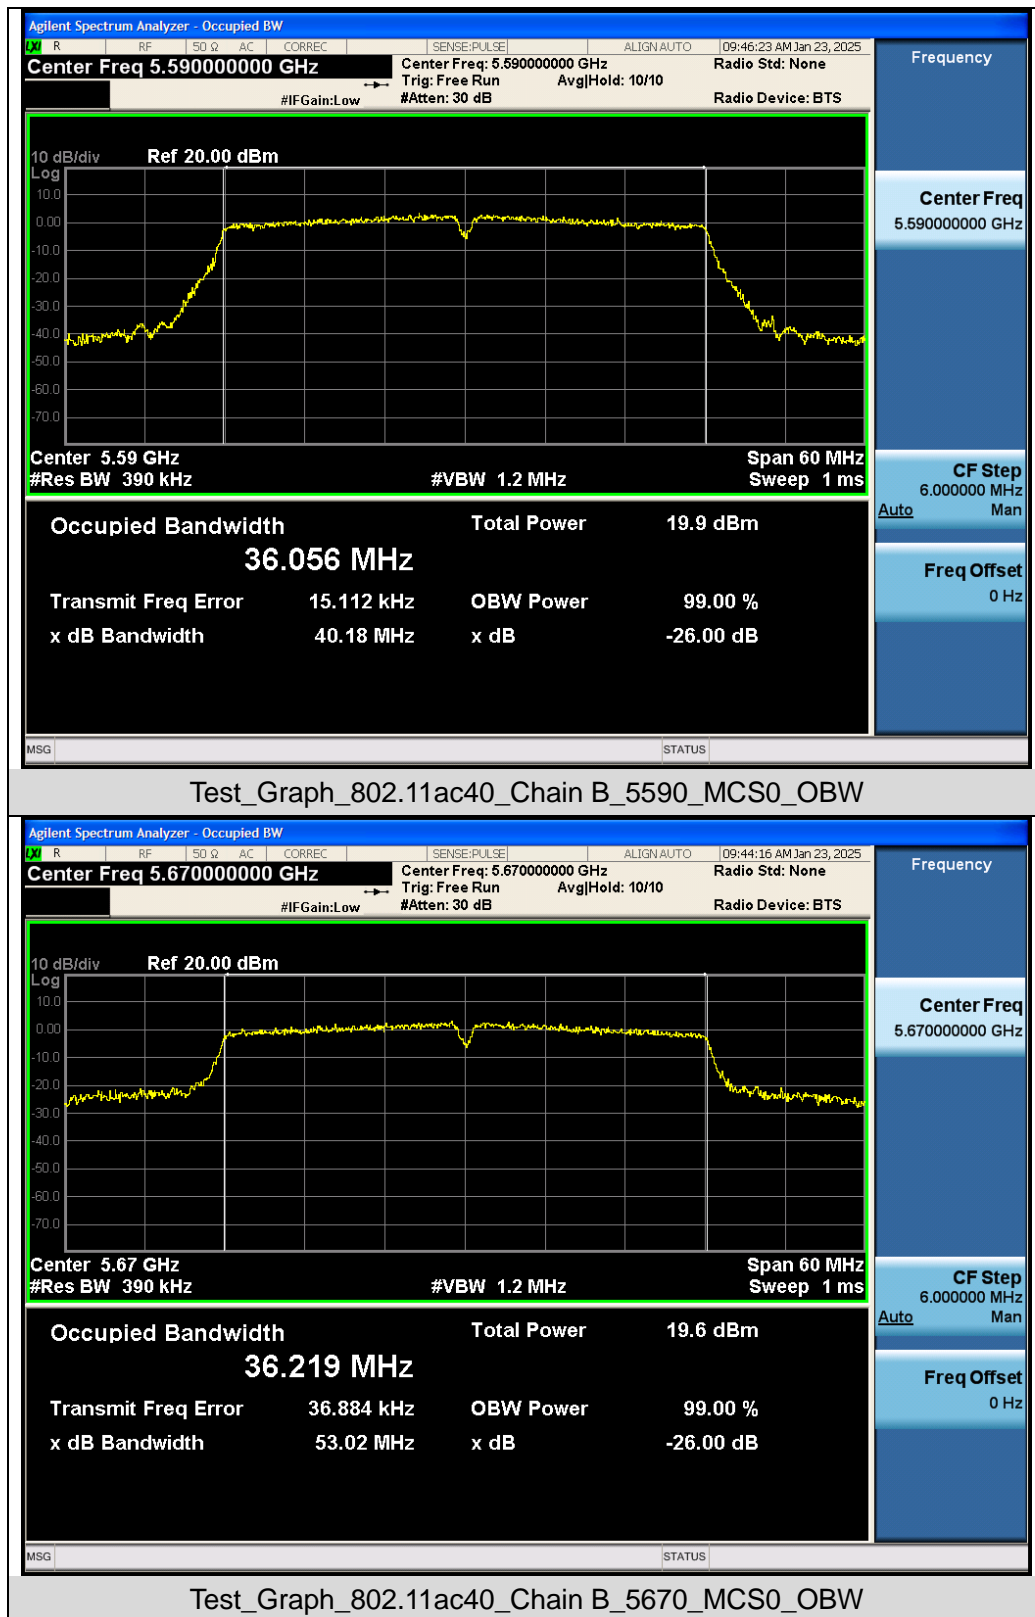 Agilent Spectrum Analyzer - Occupied BW
LXI R RF 50 Ω AC CORREC SENSE:PULSE ALIGN AUTO 09:46:23 AM Jan 23, 2025
Center Freq 5.590000000 GHz Center Freq: 5.590000000 GHz Radio Std: None
Trig: Free Run Avg|Hold: 10/10
#IFGain:Low #Atten: 30 dB Radio Device: BTS
Frequency
10 dB/div Ref 20.00 dBm
Log
10.0
0.00
-10.0
-20.0
-30.0
-40.0
-50.0
-60.0
-70.0
Center 5.59 GHz Span 60 MHz
#Res BW 390 kHz #VBW 1.2 MHz Sweep 1 ms
Center Freq
5.590000000 GHz
CF Step
6.000000 MHz
Auto Man
Freq Offset
0 Hz
Occupied Bandwidth Total Power 19.9 dBm
36.056 MHz
Transmit Freq Error 15.112 kHz OBW Power 99.00 %
x dB Bandwidth 40.18 MHz x dB -26.00 dB
MSG STATUS
Test_Graph_802.11ac40_Chain B_5590_MCS0_OBW
Agilent Spectrum Analyzer - Occupied BW
LXI R RF 50 Ω AC CORREC SENSE:PULSE ALIGN AUTO 09:44:16 AM Jan 23, 2025
Center Freq 5.670000000 GHz Center Freq: 5.670000000 GHz Radio Std: None
Trig: Free Run Avg|Hold: 10/10
#IFGain:Low #Atten: 30 dB Radio Device: BTS
Frequency
10 dB/div Ref 20.00 dBm
Log
10.0
0.00
-10.0
-20.0
-30.0
-40.0
-50.0
-60.0
-70.0
Center 5.67 GHz Span 60 MHz
#Res BW 390 kHz #VBW 1.2 MHz Sweep 1 ms
Center Freq
5.670000000 GHz
CF Step
6.000000 MHz
Auto Man
Freq Offset
0 Hz
Occupied Bandwidth Total Power 19.6 dBm
36.219 MHz
Transmit Freq Error 36.884 kHz OBW Power 99.00 %
x dB Bandwidth 53.02 MHz x dB -26.00 dB
MSG STATUS
Test_Graph_802.11ac40_Chain B_5670_MCS0_OBW